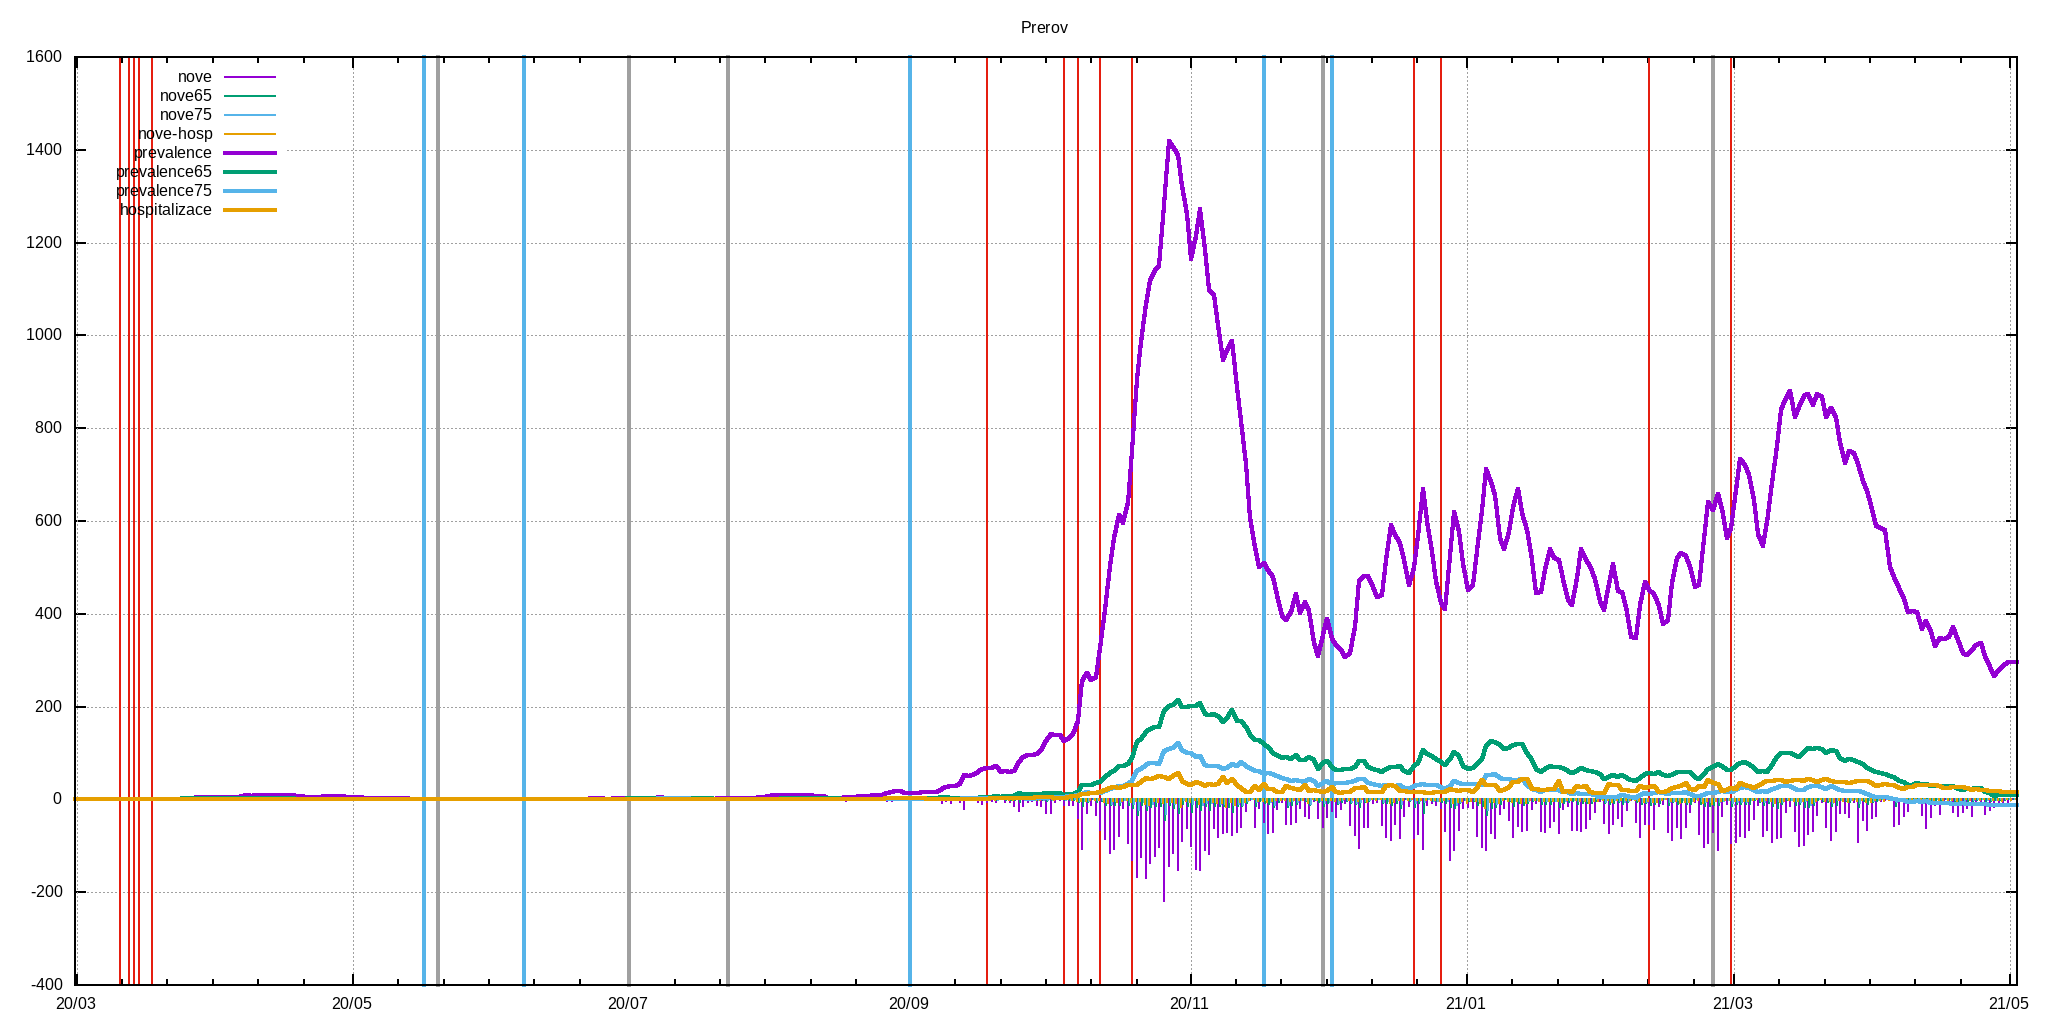 Prerov
1600
1400
1200
1000
800
600
400
200
0
-200
-400
nove
nove65
nove75
nove-hosp
prevalence
prevalence65
prevalence75
hospitalizace
20/03 20/05 20/07 20/09 20/11 21/01 21/03 21/05